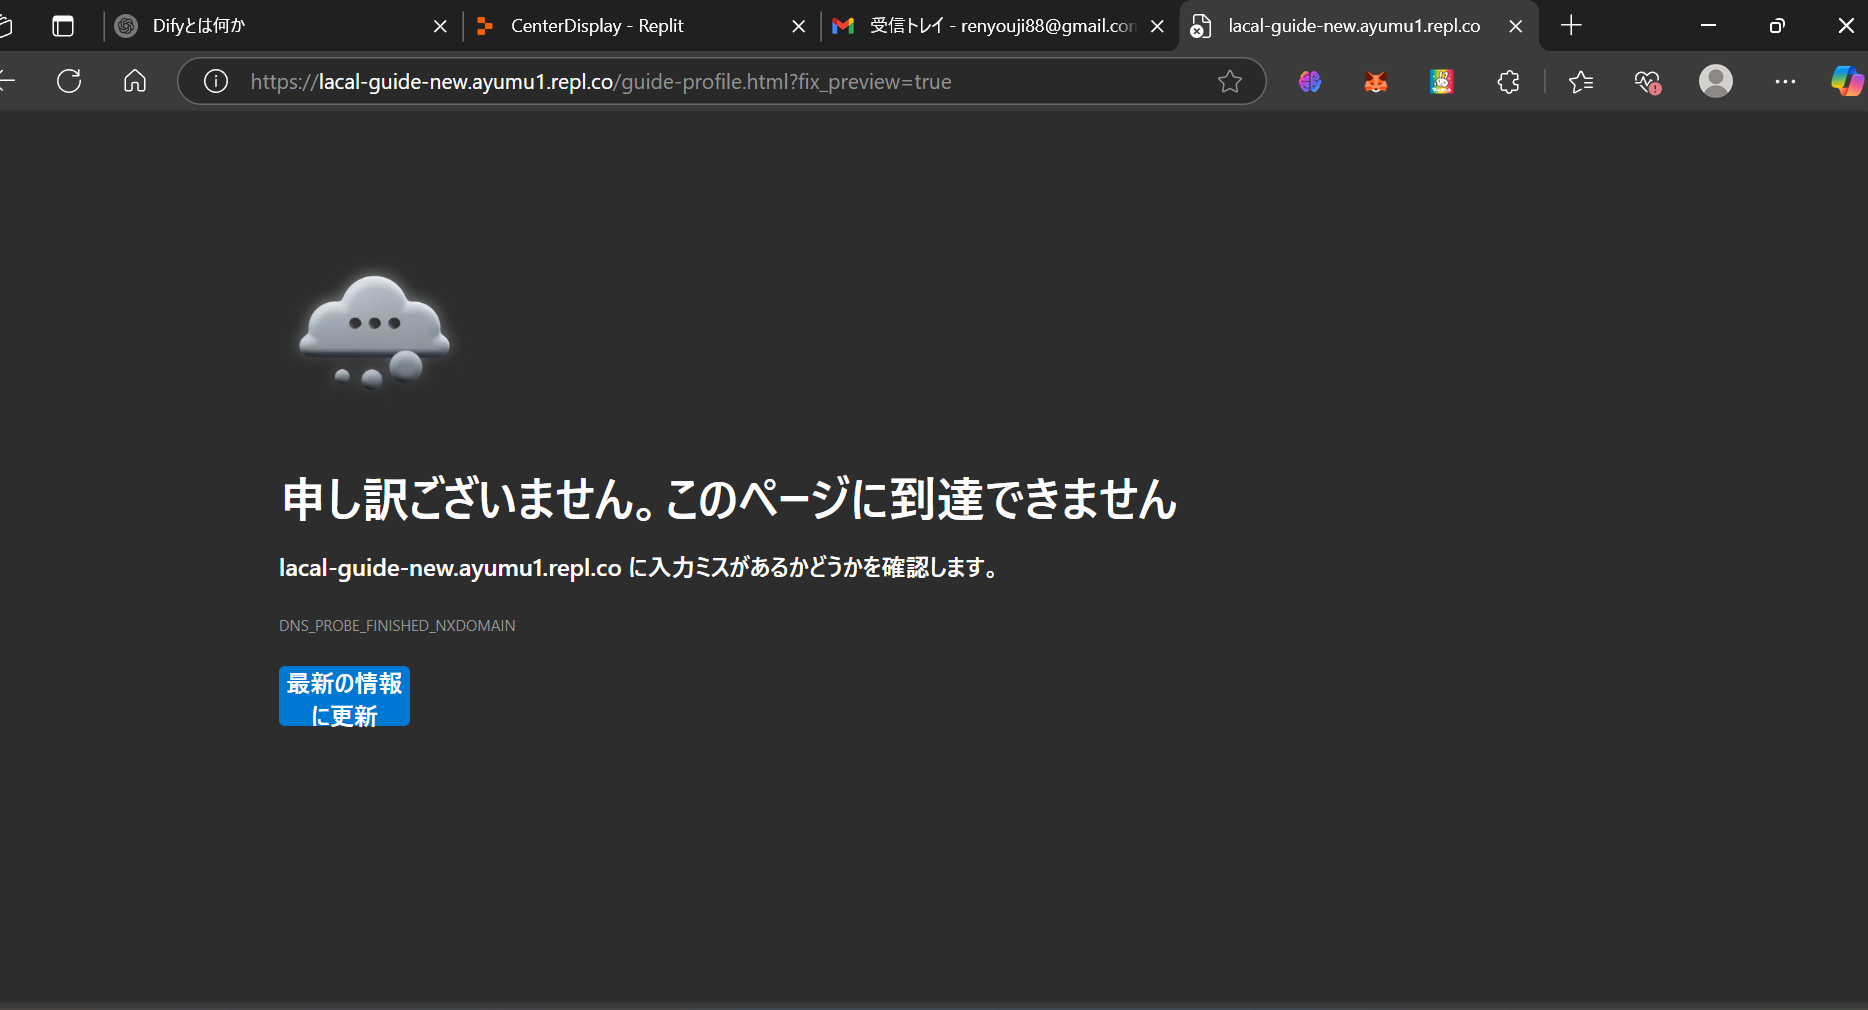 Difyとは何か
CenterDisplay - Replit
受信トレイ - renyouji88@gmail.con
lacal-guide-new.ayumu1.repl.co
https://lacal-guide-new.ayumu1.repl.co/guide-profile.html?fix_preview=true
申し訳ございません。このページに到達できません
lacal-guide-new.ayumu1.repl.co に入力ミスがあるかどうかを確認します。
DNS_PROBE_FINISHED_NXDOMAIN
最新の情報
に更新